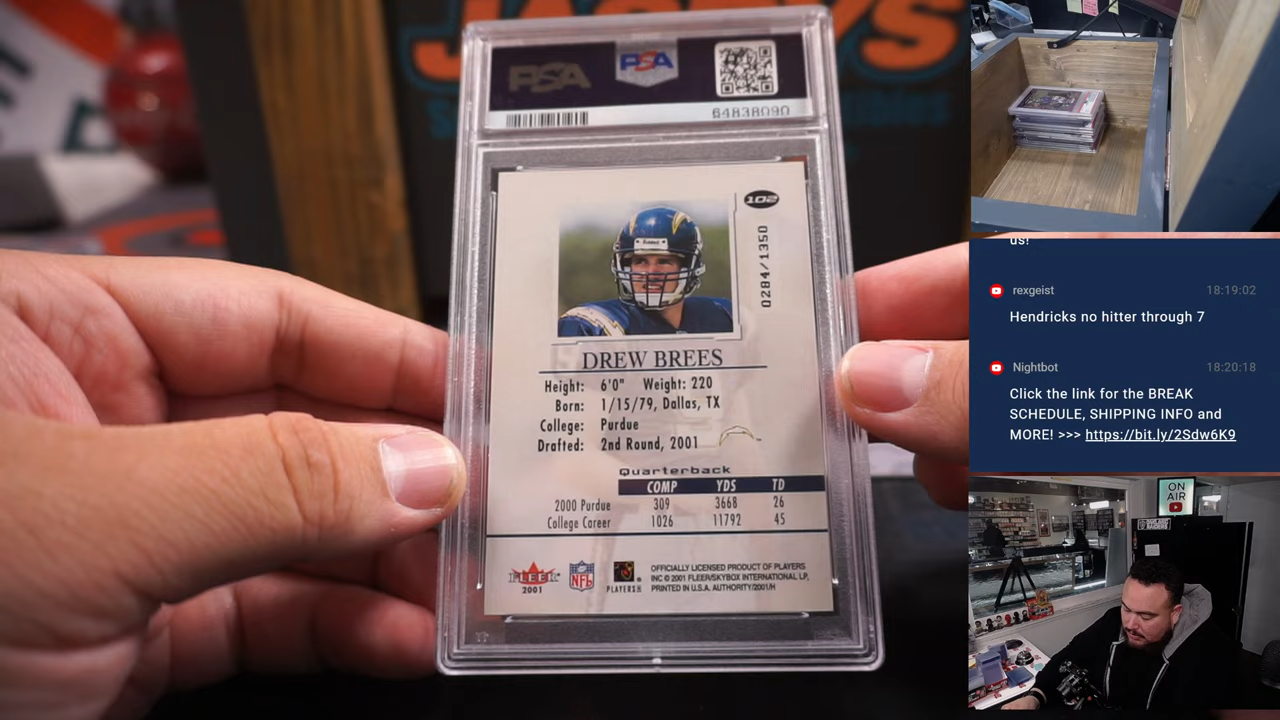 JACKEYS
PSA
PSA
64838090
102
0284/1350
Riddell
DREW BREES
Height: 6'0" Weight: 220
Born: 1/15/79, Dallas, TX
College: Purdue
Drafted: 2nd Round, 2001
Quarterback
COMP YDS TD
2000 Purdue 309 3668 26
College Career 1026 11792 45
FLEER
2001
NFL
PLAYERS
OFFICIALLY LICENSED PRODUCT OF PLAYERS
INC © 2001 FLEER/SKYBOX INTERNATIONAL LP,
PRINTED IN U.S.A. AUTHORITY/2001/H
us!
rexgeist 18:19:02
Hendricks no hitter through 7
Nightbot 18:20:18
Click the link for the BREAK
SCHEDULE, SHIPPING INFO and
MORE! >>> https://bit.ly/2Sdw6K9
ON
AIR